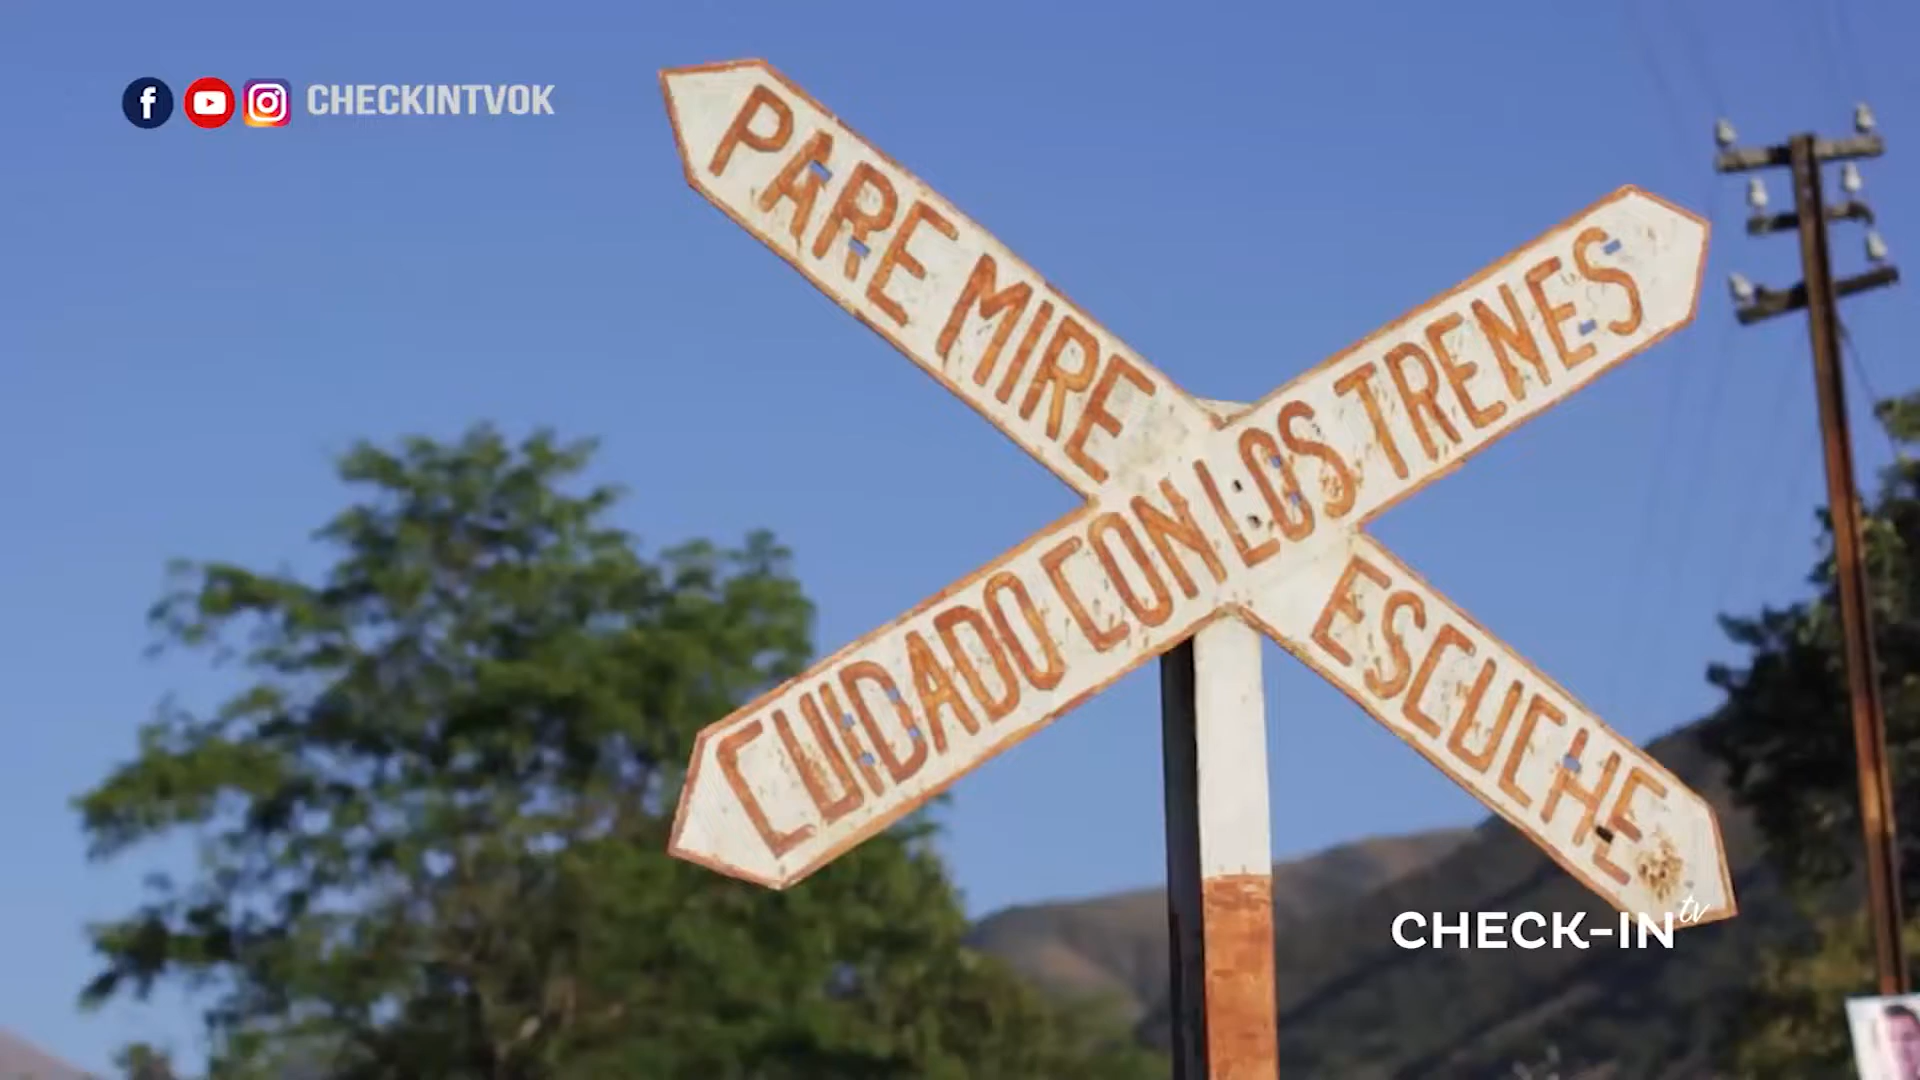 CHECKINTVOK
PARE MIRE
CUIDADO CON LOS TRENES
ESCUCHE
CHECK-IN tv